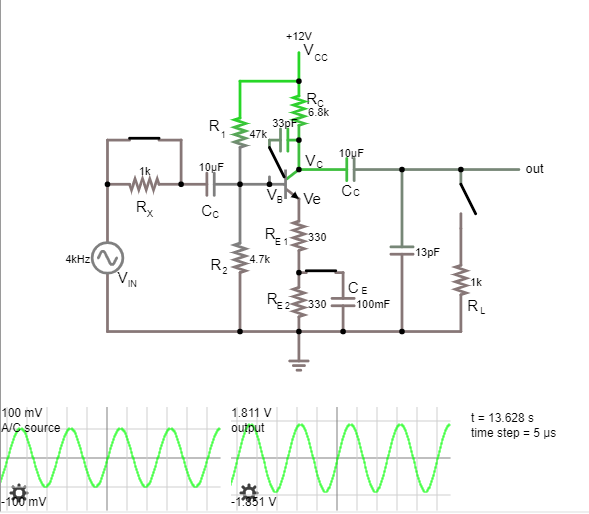 +12V
Vcc
RC
6.8k
33pF
R1
47k
VC
10µF
out
1k
10µF
CC
RX
CC
VB
Ve
RE1
330
4kHz
VIN
R2
4.7k
13pF
1k
RL
CE
100mF
RE2
330
100 mV
A/C source
-100 mV
1.811 V
output
-1.851 V
t = 13.628 s
time step = 5 µs